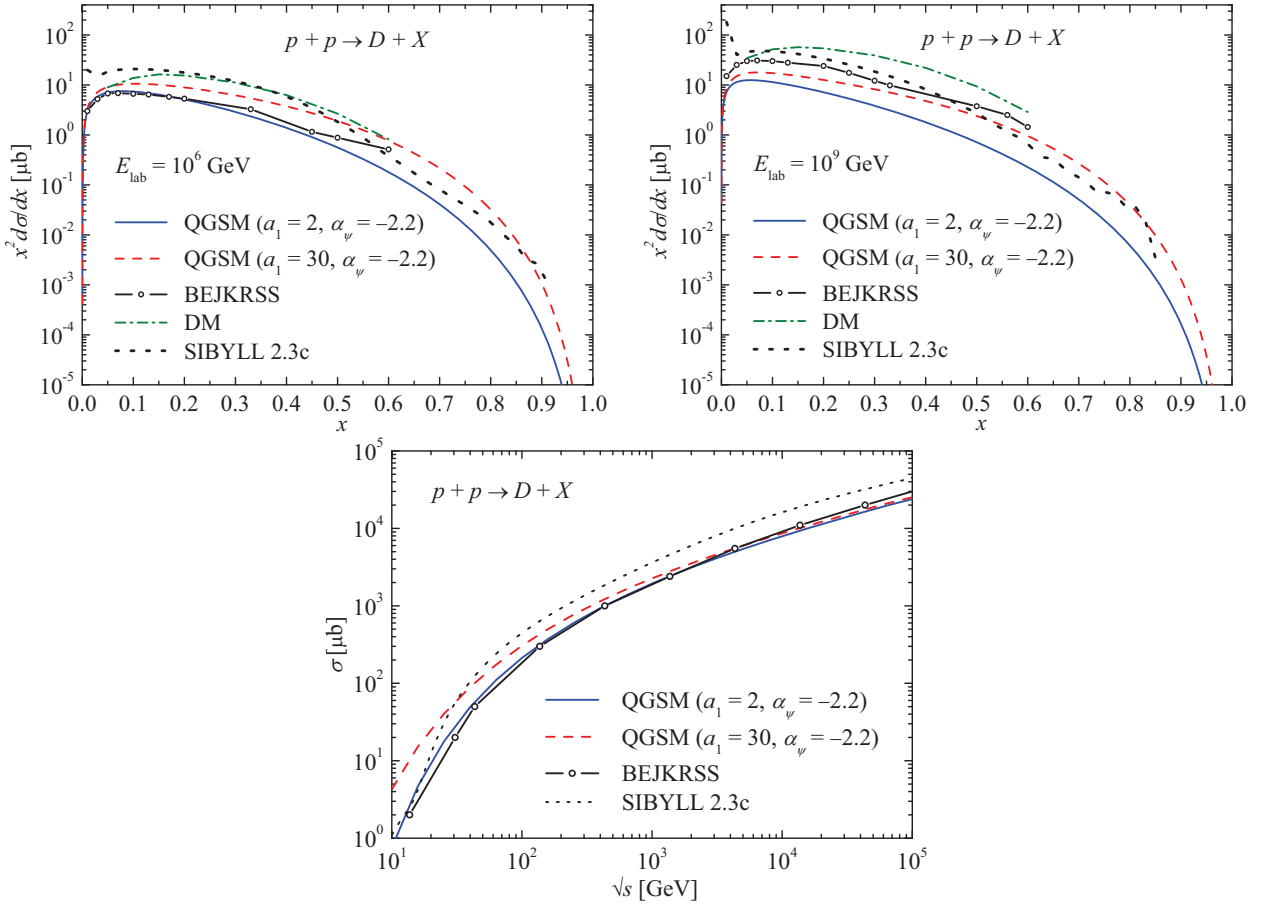 p + p → D + X
E_lab = 10^6 GeV
x^2 dσ/dx [μb]
10^2
10^1
10^0
10^-1
10^-2
10^-3
10^-4
10^-5
QGSM (a_1 = 2, α_ψ = –2.2)
QGSM (a_1 = 30, α_ψ = –2.2)
BEJKRSS
DM
SIBYLL 2.3c
0.0 0.1 0.2 0.3 0.4 0.5 0.6 0.7 0.8 0.9 1.0
x
p + p → D + X
E_lab = 10^9 GeV
x^2 dσ/dx [μb]
10^2
10^1
10^0
10^-1
10^-2
10^-3
10^-4
10^-5
QGSM (a_1 = 2, α_ψ = –2.2)
QGSM (a_1 = 30, α_ψ = –2.2)
BEJKRSS
DM
SIBYLL 2.3c
0.0 0.1 0.2 0.3 0.4 0.5 0.6 0.7 0.8 0.9 1.0
x
p + p → D + X
σ [μb]
10^5
10^4
10^3
10^2
10^1
10^0
QGSM (a_1 = 2, α_ψ = –2.2)
QGSM (a_1 = 30, α_ψ = –2.2)
BEJKRSS
SIBYLL 2.3c
10^1 10^2 10^3 10^4 10^5
√s [GeV]